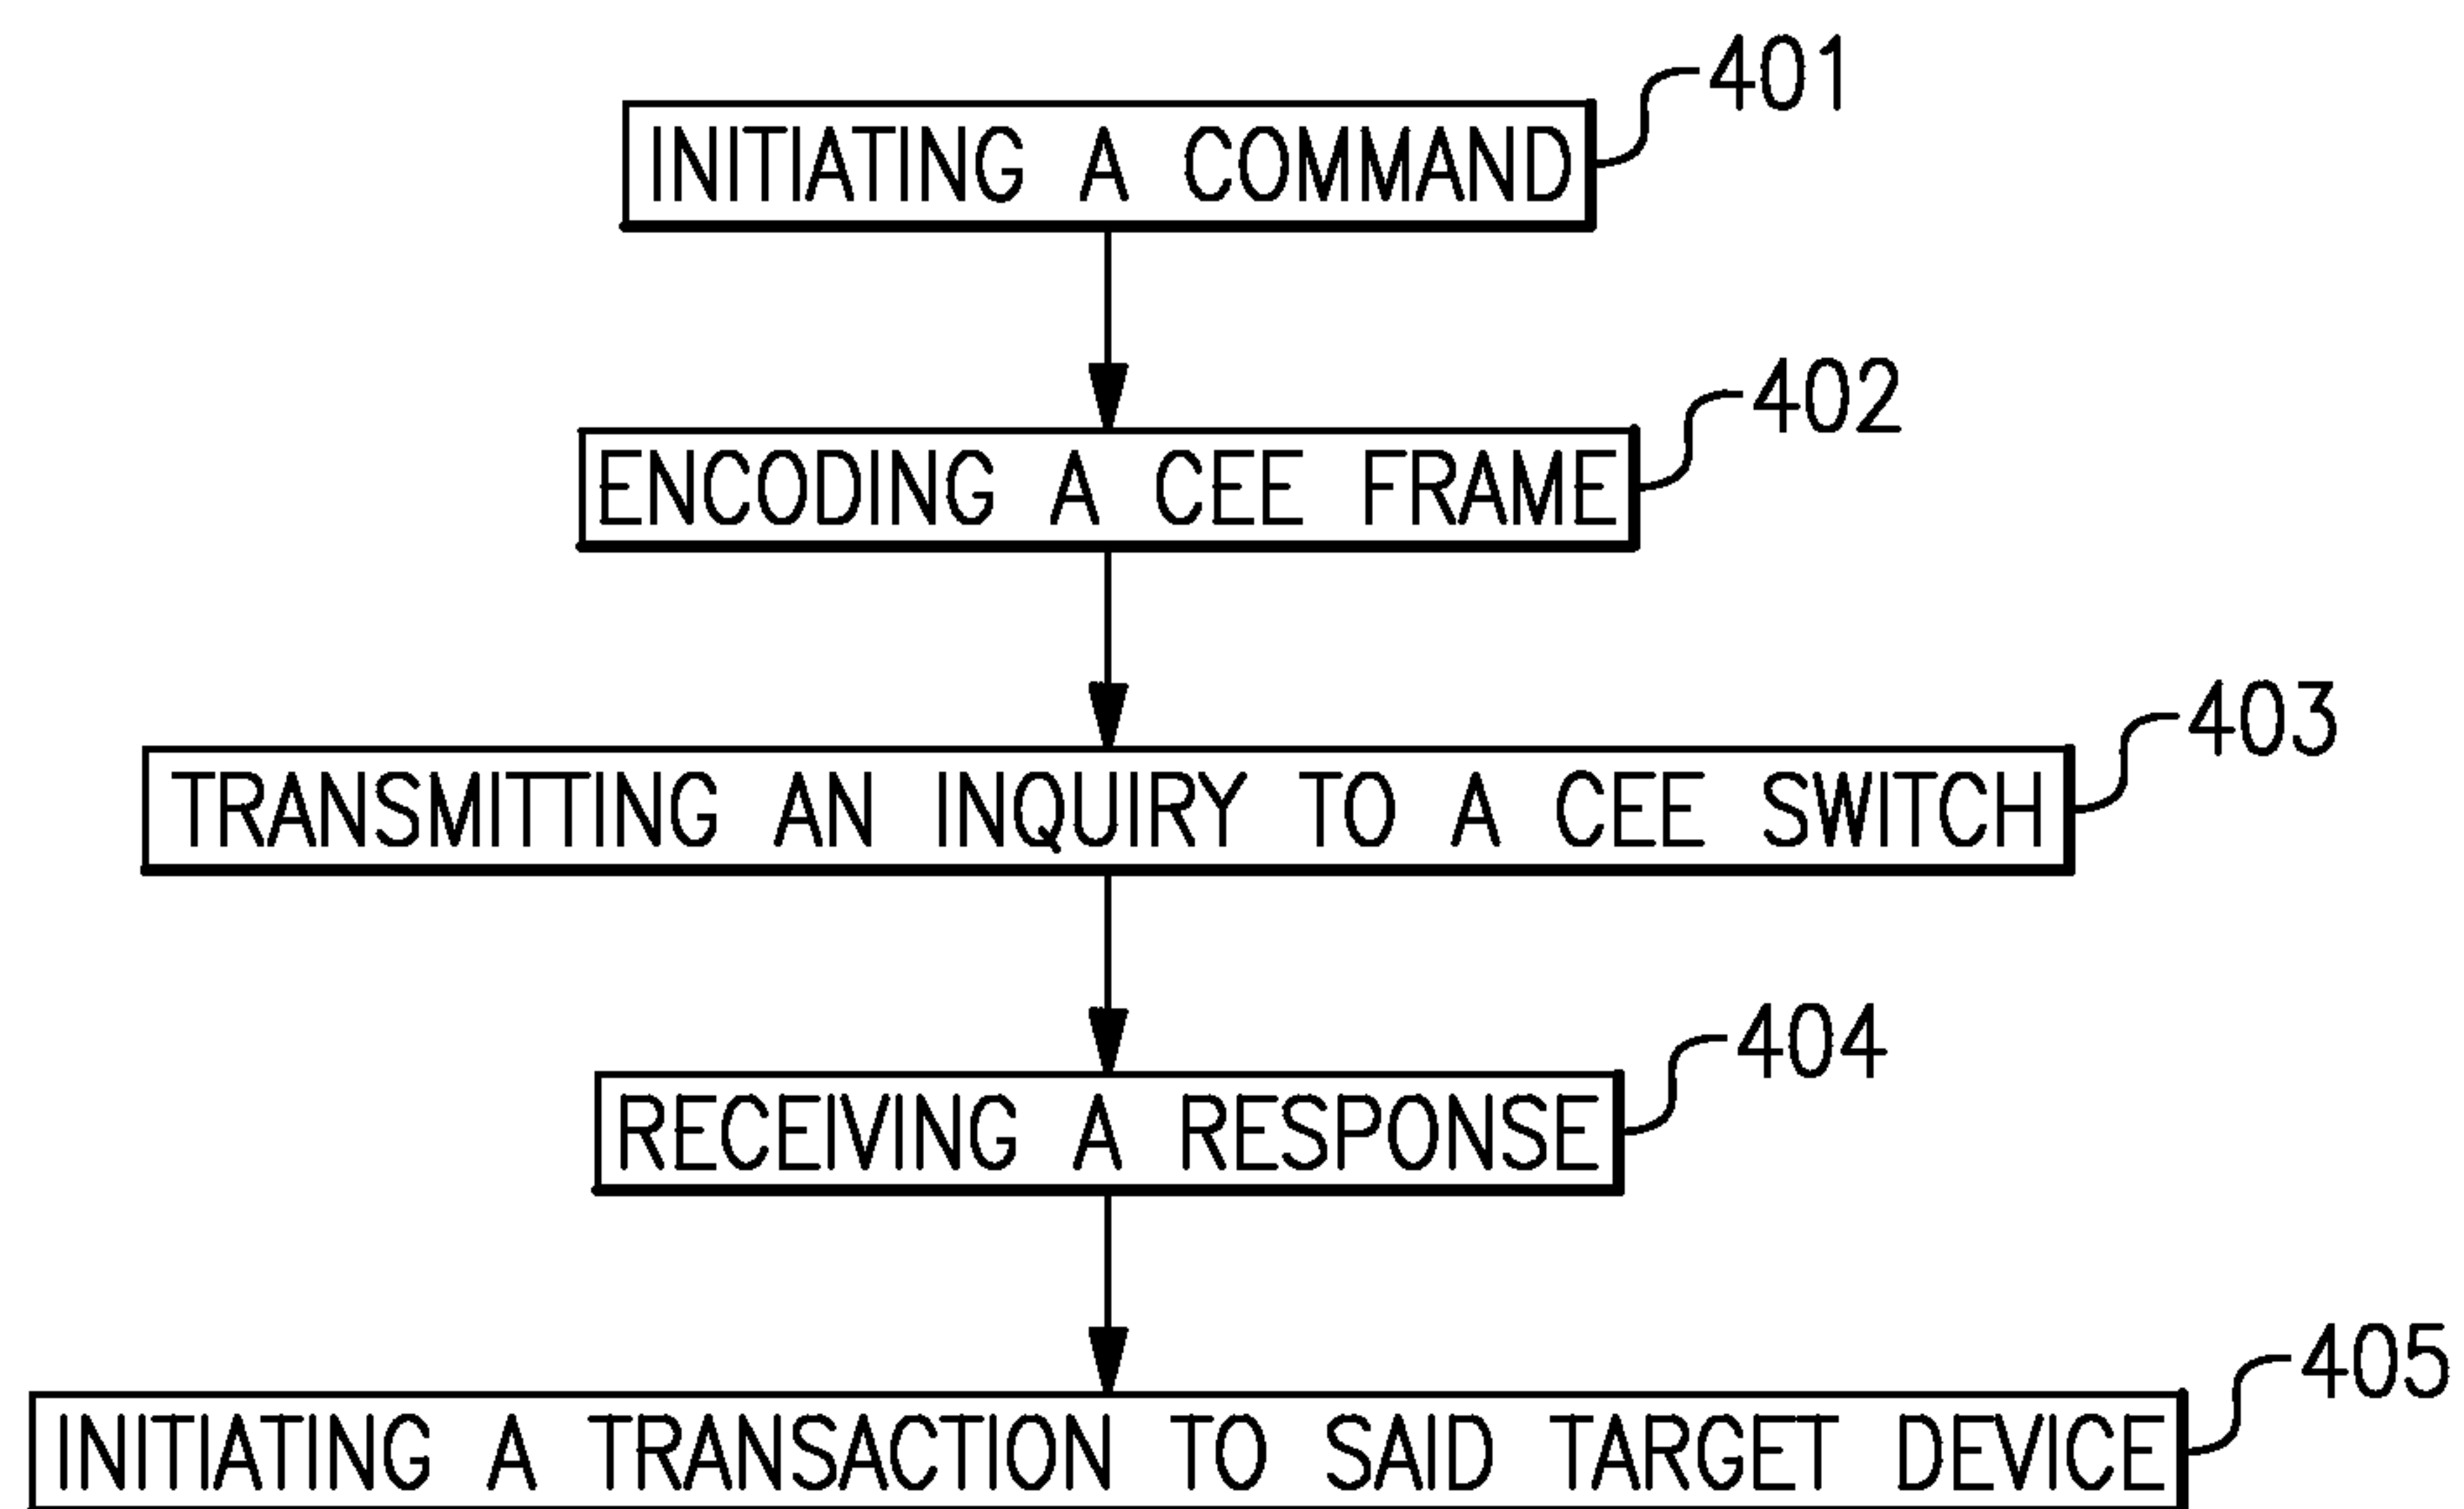 401
INITIATING A COMMAND
402
ENCODING A CEE FRAME
403
TRANSMITTING AN INQUIRY TO A CEE SWITCH
404
RECEIVING A RESPONSE
405
INITIATING A TRANSACTION TO SAID TARGET DEVICE